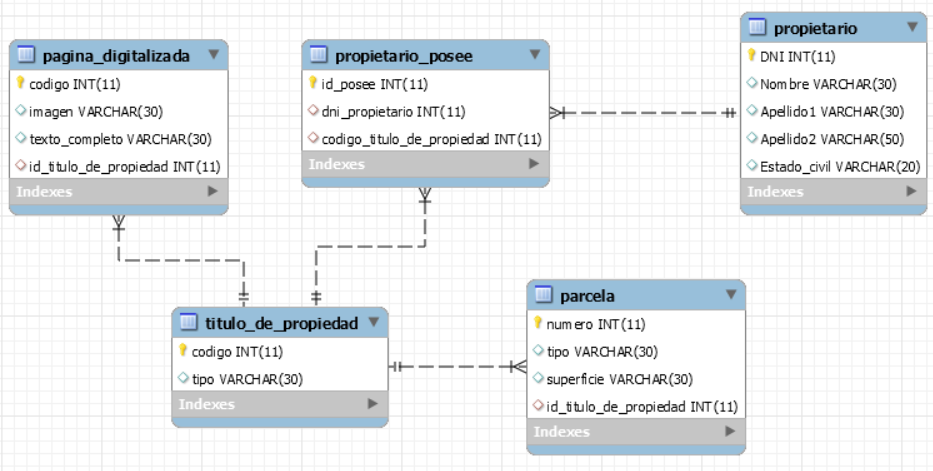 pagina_digitalizada
codigo INT(11)
imagen VARCHAR(30)
texto_completo VARCHAR(30)
id_titulo_de_propiedad INT(11)
Indexes
propietario_posee
id_posee INT(11)
dni_propietario INT(11)
codigo_titulo_de_propiedad INT(11)
Indexes
propietario
DNI INT(11)
Nombre VARCHAR(30)
Apellido1 VARCHAR(30)
Apellido2 VARCHAR(50)
Estado_civil VARCHAR(20)
Indexes
titulo_de_propiedad
codigo INT(11)
tipo VARCHAR(30)
Indexes
parcela
numero INT(11)
tipo VARCHAR(30)
superficie VARCHAR(30)
id_titulo_de_propiedad INT(11)
Indexes